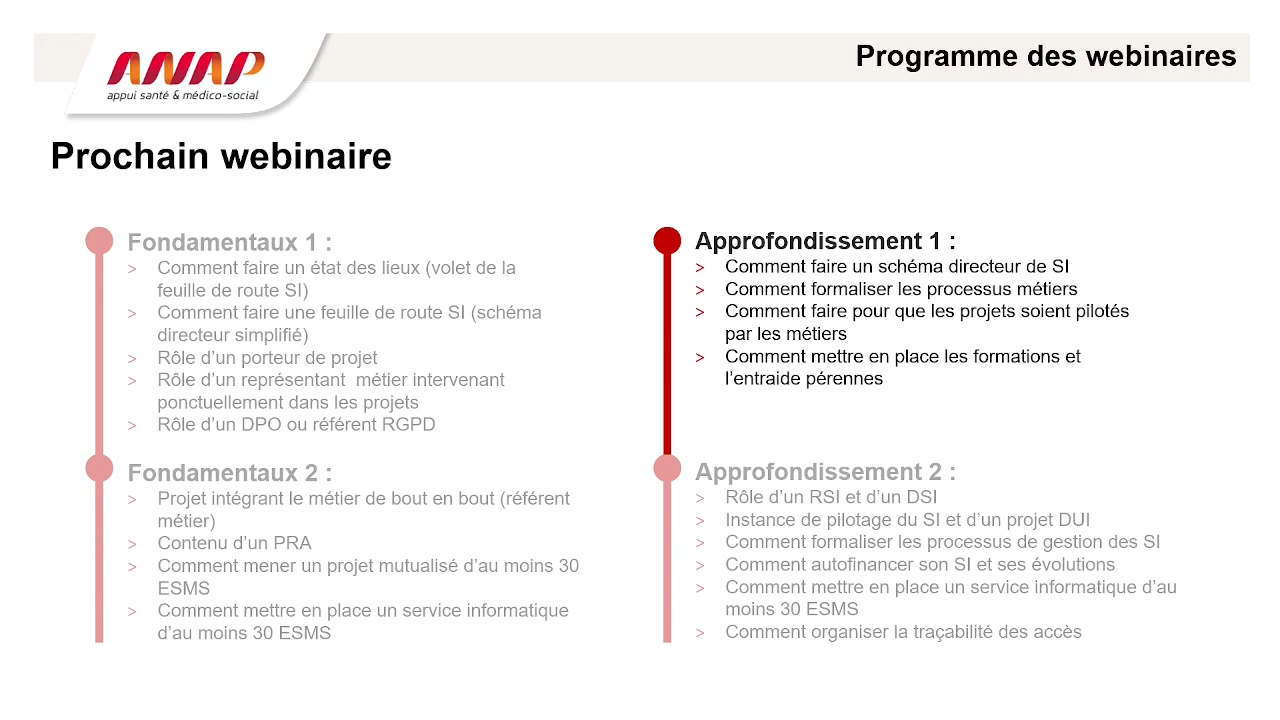 ANAP
appui santé & médico-social
Programme des webinaires
Prochain webinaire
Fondamentaux 1 :
> Comment faire un état des lieux (volet de la
feuille de route SI)
> Comment faire une feuille de route SI (schéma
directeur simplifié)
> Rôle d’un porteur de projet
> Rôle d’un représentant  métier intervenant
ponctuellement dans les projets
> Rôle d’un DPO ou référent RGPD
Fondamentaux 2 :
> Projet intégrant le métier de bout en bout (référent
métier)
> Contenu d’un PRA
> Comment mener un projet mutualisé d’au moins 30
ESMS
> Comment mettre en place un service informatique
d’au moins 30 ESMS
Approfondissement 1 :
> Comment faire un schéma directeur de SI
> Comment formaliser les processus métiers
> Comment faire pour que les projets soient pilotés
par les métiers
> Comment mettre en place les formations et
l’entraide pérennes
Approfondissement 2 :
> Rôle d’un RSI et d’un DSI
> Instance de pilotage du SI et d’un projet DUI
> Comment formaliser les processus de gestion des SI
> Comment autofinancer son SI et ses évolutions
> Comment mettre en place un service informatique d’au
moins 30 ESMS
> Comment organiser la traçabilité des accès